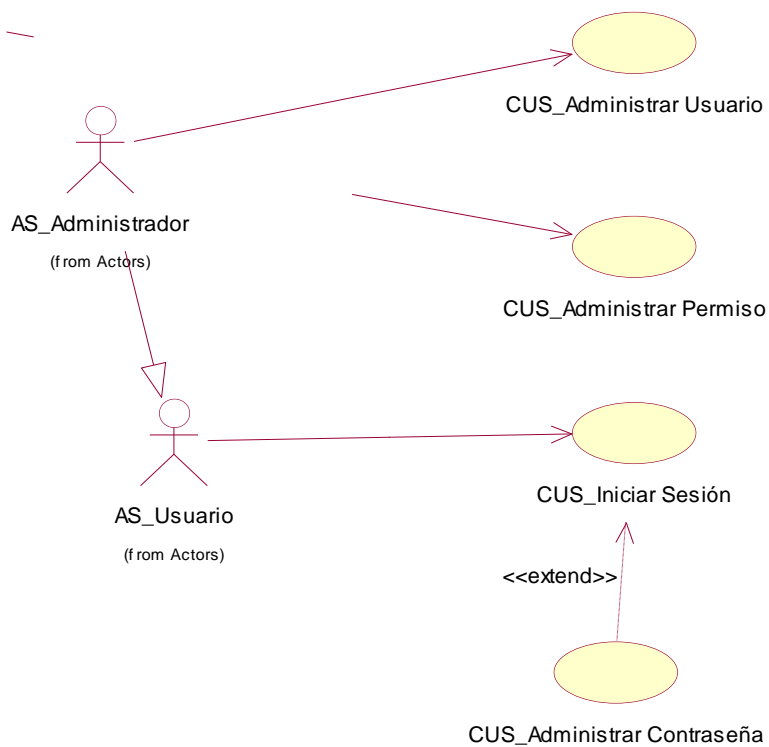 CUS_Administrar Usuario
AS_Administrador
(from Actors)
CUS_Administrar Permiso
CUS_Iniciar Sesión
AS_Usuario
(from Actors)
<<extend>>
CUS_Administrar Contraseña